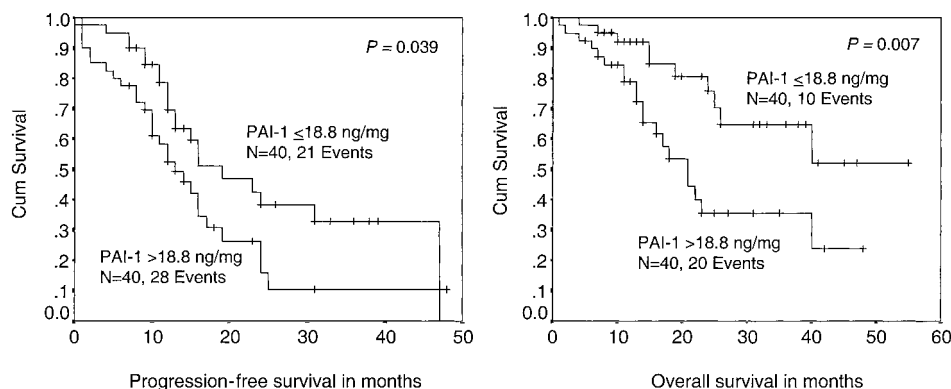 1.0
.9
.8
.7
.6
.5
.4
.3
.2
.1
0.0
Cum Survival
P = 0.039
PAI-1 ≤18.8 ng/mg
N=40, 21 Events
PAI-1 >18.8 ng/mg
N=40, 28 Events
0 10 20 30 40 50
Progression-free survival in months
1.0
.9
.8
.7
.6
.5
.4
.3
.2
.1
0.0
Cum Survival
P = 0.007
PAI-1 ≤18.8 ng/mg
N=40, 10 Events
PAI-1 >18.8 ng/mg
N=40, 20 Events
0 10 20 30 40 50 60
Overall survival in months